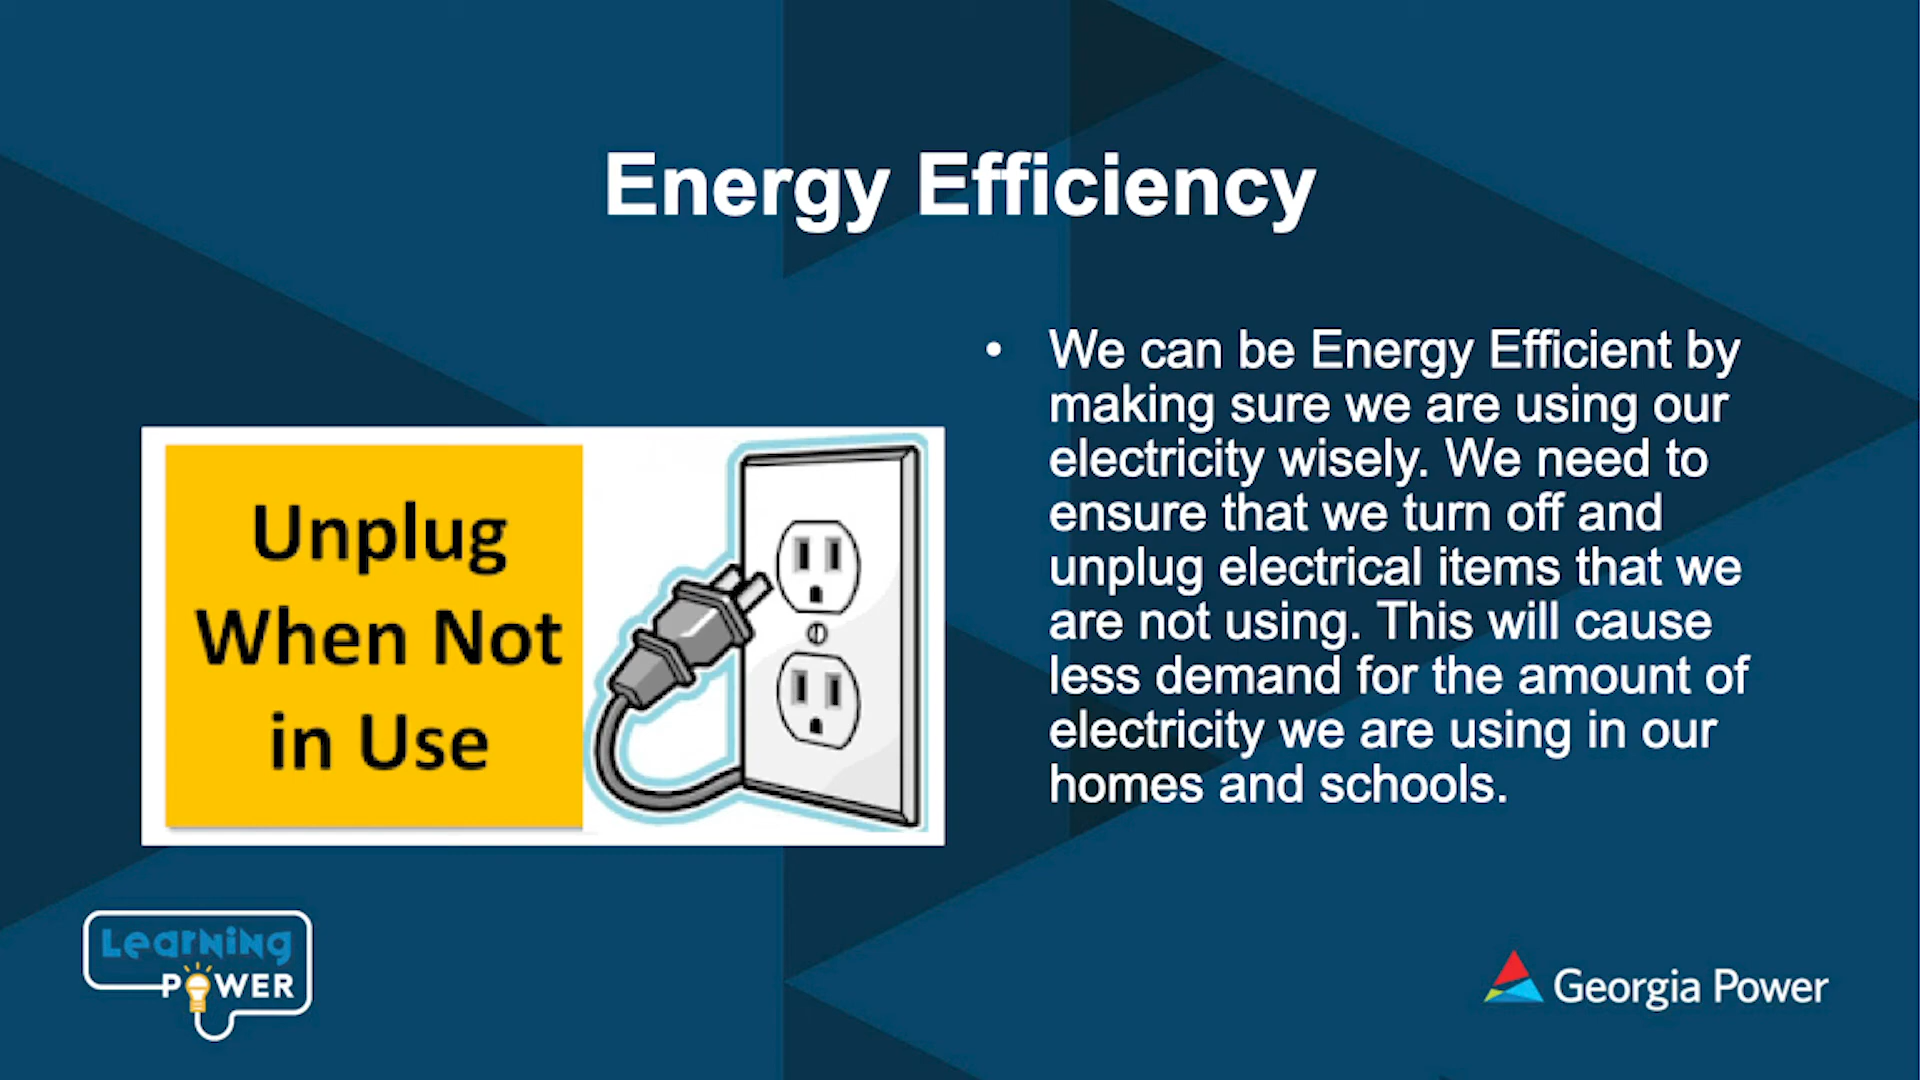 Energy Efficiency
Unplug
When Not
in Use
• We can be Energy Efficient by
making sure we are using our
electricity wisely. We need to
ensure that we turn off and
unplug electrical items that we
are not using. This will cause
less demand for the amount of
electricity we are using in our
homes and schools.
Learning
POWER
Georgia Power